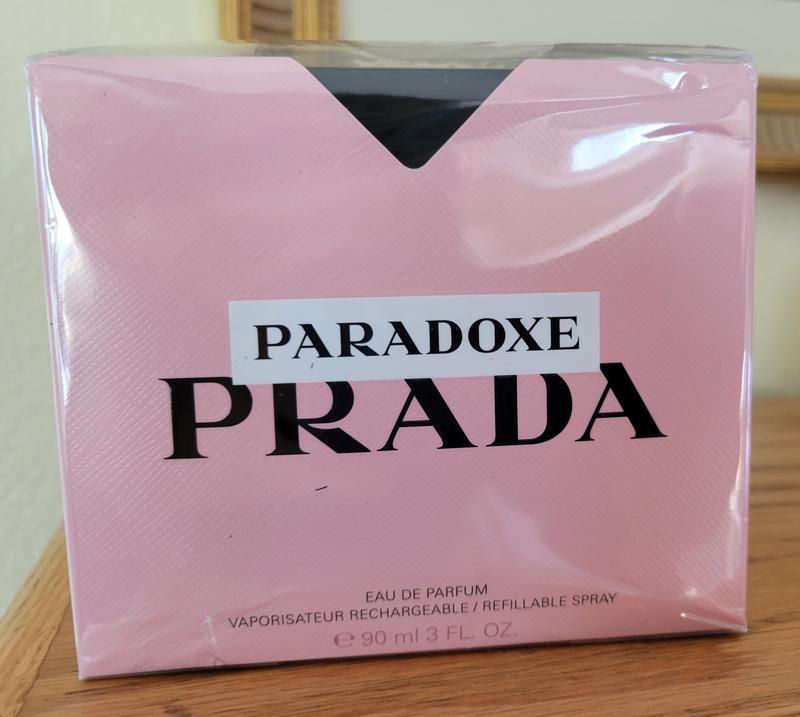 PARADOXE
PRADA
EAU DE PARFUM
VAPORISATEUR RECHARGEABLE / REFILLABLE SPRAY
℮ 90 ml 3 FL. OZ.